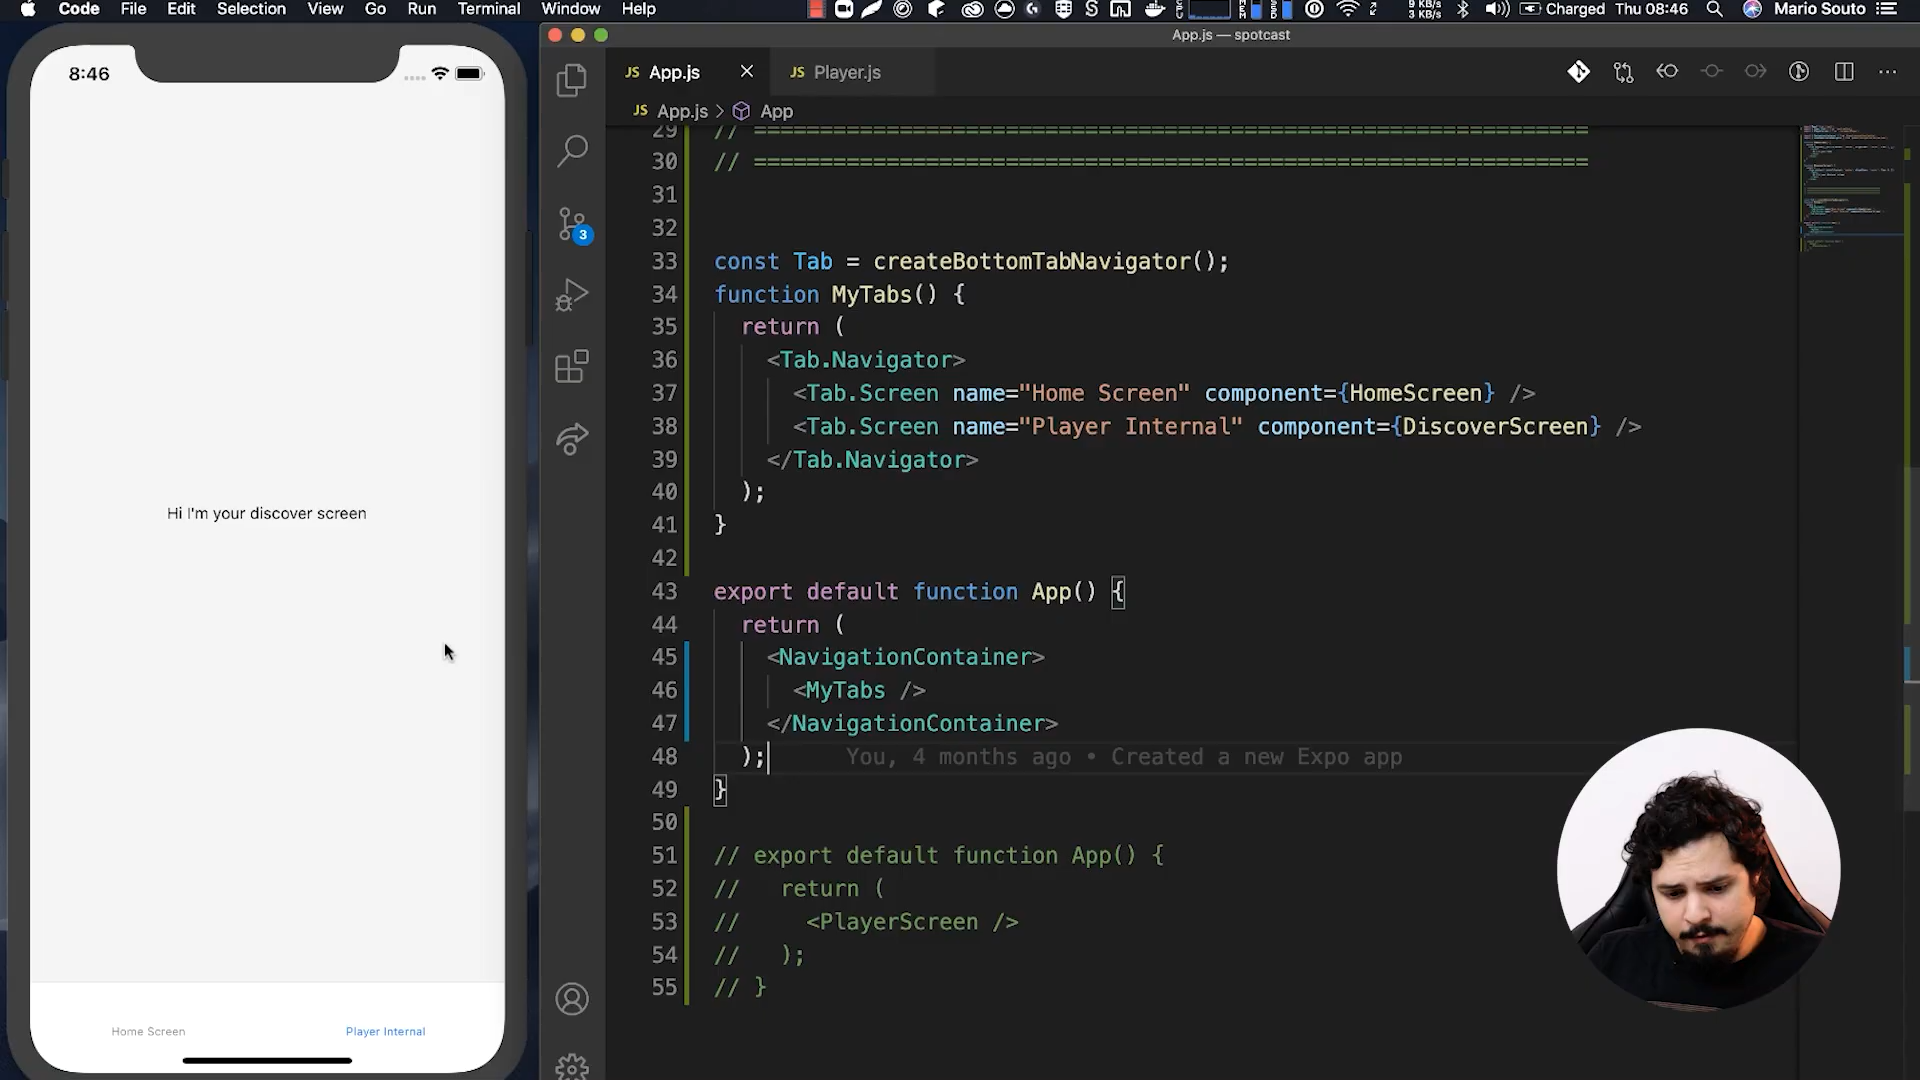 Code File Edit Selection View Go Run Terminal Window Help
9 KB/s
3 KB/s
Charged Thu 08:46 Mario Souto
App.js — spotcast
JS App.js
JS Player.js
JS App.js > App
8:46
Hi I'm your discover screen
Home Screen
Player Internal
3
29 // ===============================================================
30 // ===============================================================
31
32
33 const Tab = createBottomTabNavigator();
34 function MyTabs() {
35 return (
36 <Tab.Navigator>
37 <Tab.Screen name="Home Screen" component={HomeScreen} />
38 <Tab.Screen name="Player Internal" component={DiscoverScreen} />
39 </Tab.Navigator>
40 );
41 }
42
43 export default function App() {
44 return (
45 <NavigationContainer>
46 <MyTabs />
47 </NavigationContainer>
48 ); You, 4 months ago • Created a new Expo app
49 }
50
51 // export default function App() {
52 // return (
53 // <PlayerScreen />
54 // );
55 // }